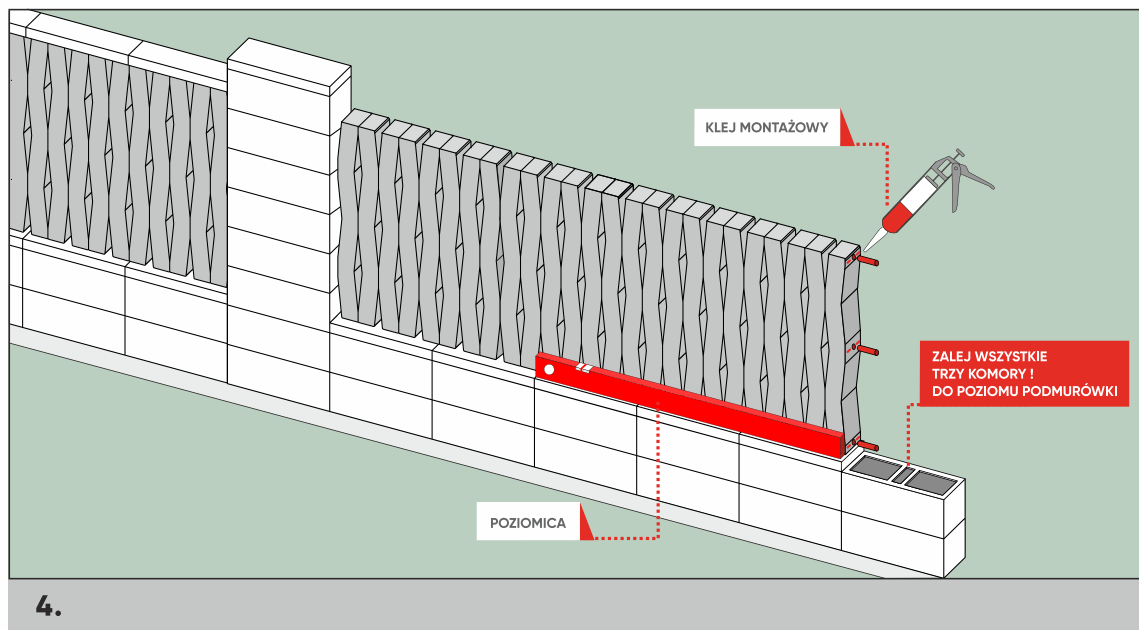 KLEJ MONTAŻOWY
ZALEJ WSZYSTKIE
TRZY KOMORY !
DO POZIOMU PODMURÓWKI
POZIOMICA
4.